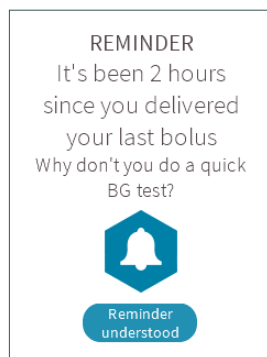 REMINDER
It's been 2 hours
since you delivered
your last bolus
Why don't you do a quick
BG test?
Reminder
understood